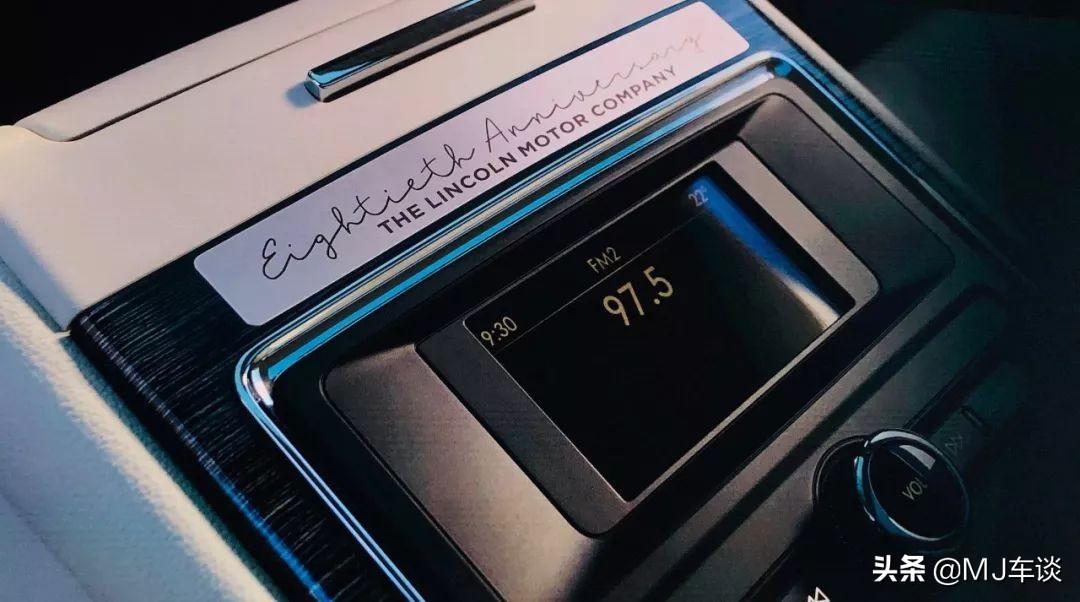 Eightieth Anniversary
THE LINCOLN MOTOR COMPANY
22°
FM2
9:30
97.5
VOL
头条 @MJ车谈